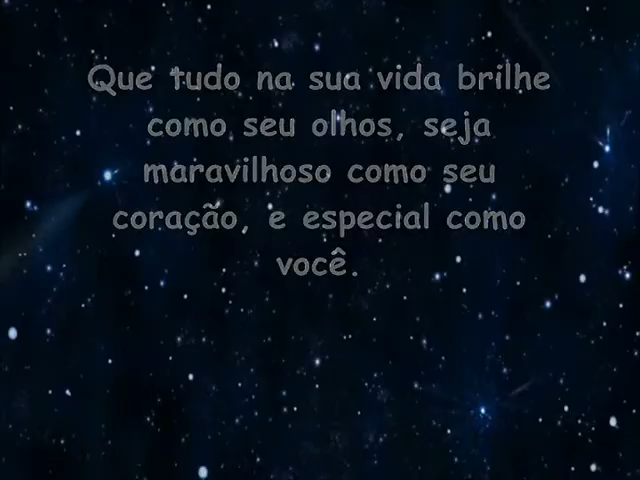 Que tudo na sua vida brilhe
como seu olhos, seja
maravilhoso como seu
coração, e especial como
você.